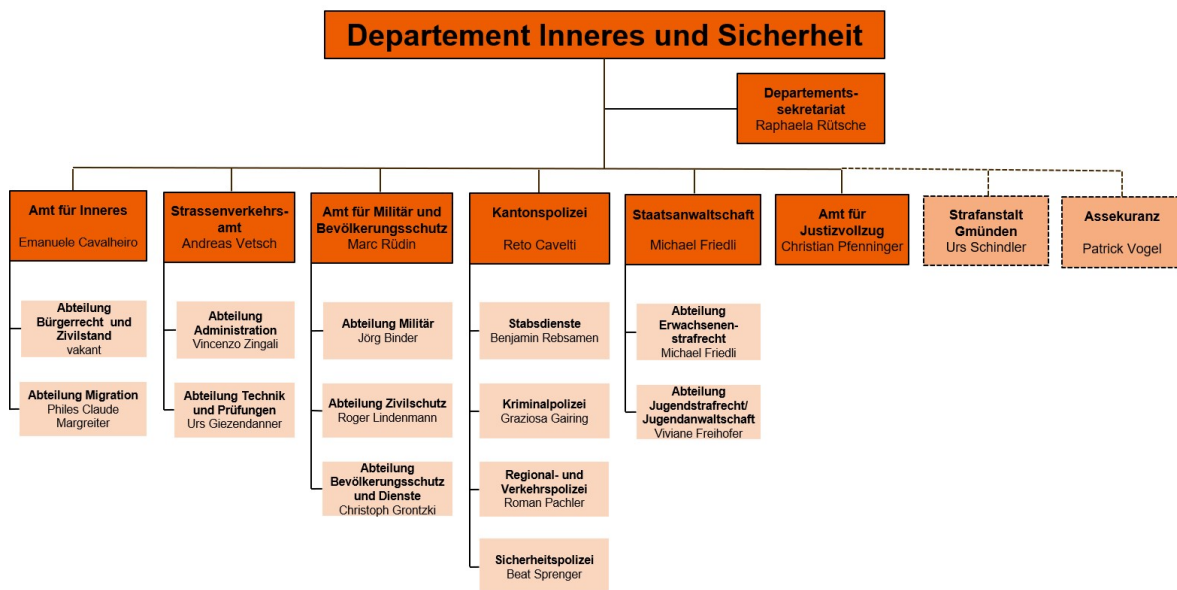 Departement Inneres und Sicherheit
Departements-
sekretariat
Raphaela Rütsche
Amt für Inneres
Emanuele Cavalheiro
Strassenverkehrs-
amt
Andreas Vetsch
Amt für Militär und
Bevölkerungsschutz
Marc Rüdin
Kantonspolizei
Reto Cavelti
Staatsanwaltschaft
Michael Friedli
Amt für
Justizvollzug
Christian Pfenninger
Strafanstalt
Gmünden
Urs Schindler
Assekuranz
Patrick Vogel
Abteilung
Bürgerrecht und
Zivilstand
vakant
Abteilung Migration
Philes Claude
Margreiter
Abteilung
Administration
Vincenzo Zingali
Abteilung Technik
und Prüfungen
Urs Giezendanner
Abteilung Militär
Jörg Binder
Abteilung Zivilschutz
Roger Lindenmann
Abteilung
Bevölkerungsschutz
und Dienste
Christoph Grontzki
Stabsdienste
Benjamin Rebsamen
Kriminalpolizei
Graziosa Gairing
Regional- und
Verkehrspolizei
Roman Pachler
Sicherheitspolizei
Beat Sprenger
Abteilung
Erwachsenen-
strafrecht
Michael Friedli
Abteilung
Jugendstrafrecht/
Jugendanwaltschaft
Viviane Freihofer